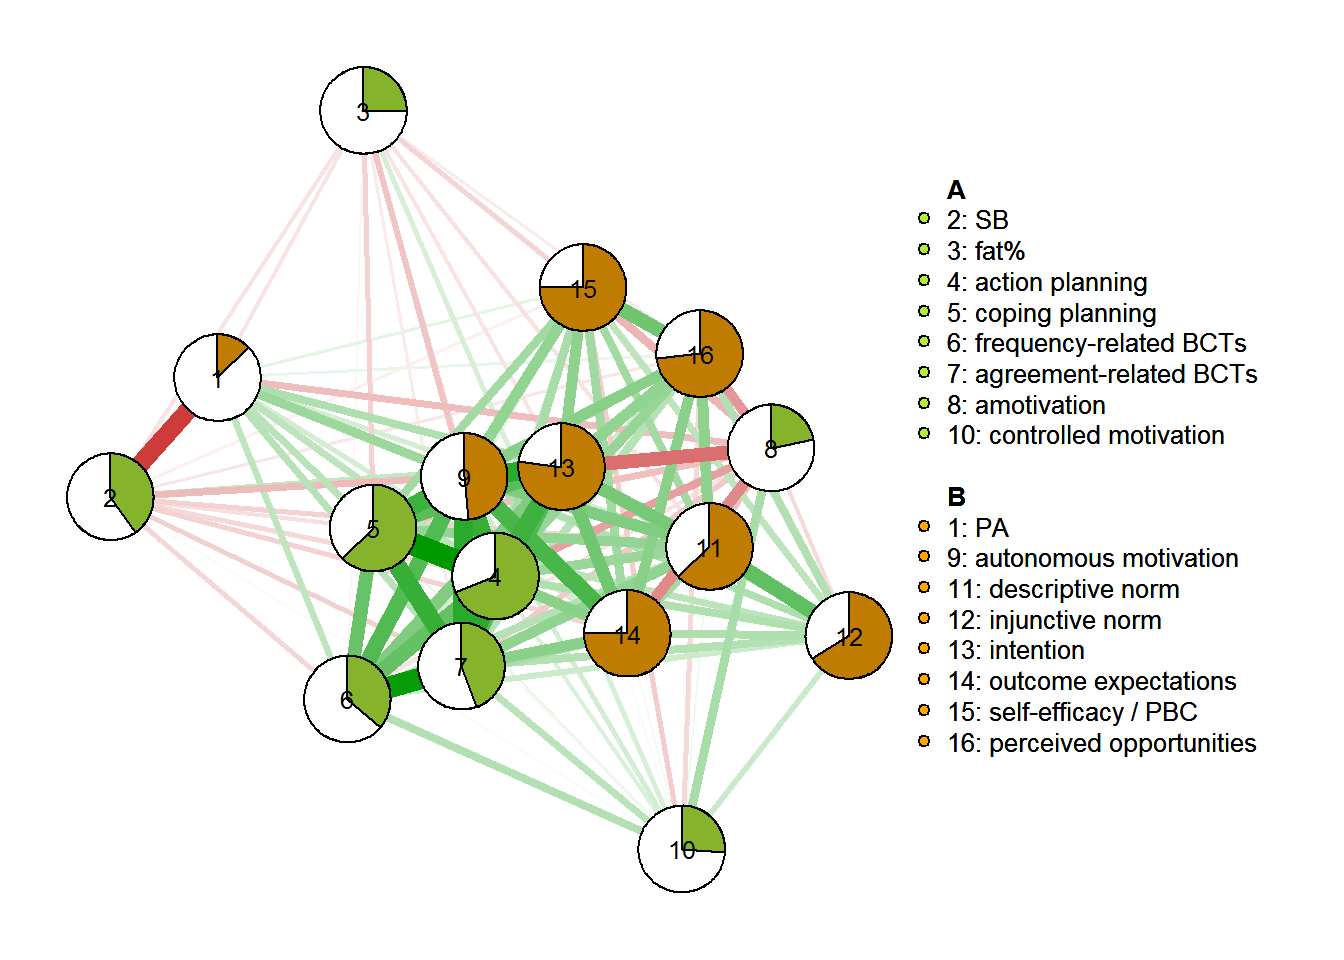 3
15
16
1
8
9
13
2
5
11
4
14
12
7
6
10
A
2: SB
3: fat%
4: action planning
5: coping planning
6: frequency-related BCTs
7: agreement-related BCTs
8: amotivation
10: controlled motivation
B
1: PA
9: autonomous motivation
11: descriptive norm
12: injunctive norm
13: intention
14: outcome expectations
15: self-efficacy / PBC
16: perceived opportunities